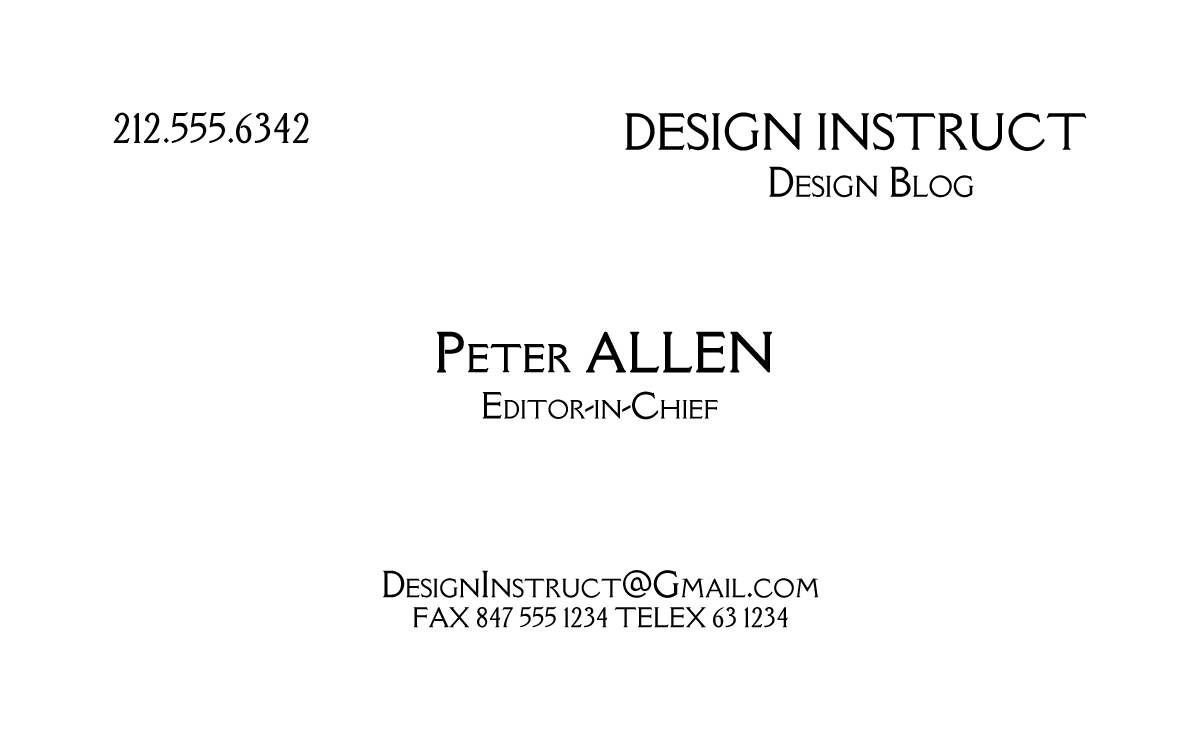 212.555.6342
DESIGN INSTRUCT
Design Blog
Peter ALLEN
Editor-in-Chief
DesignInstruct@Gmail.com
FAX 847 555 1234 TELEX 63 1234